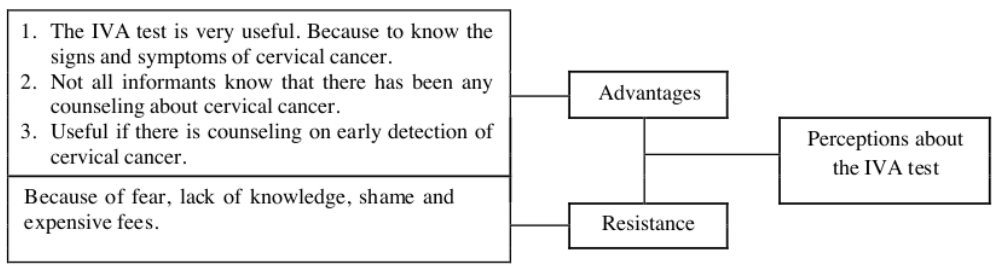 1. The IVA test is very useful. Because to know the
signs and symptoms of cervical cancer.
2. Not all informants know that there has been any
counseling about cervical cancer.
3. Useful if there is counseling on early detection of
cervical cancer.
Because of fear, lack of knowledge, shame and
expensive fees.
Advantages
Resistance
Perceptions about
the IVA test